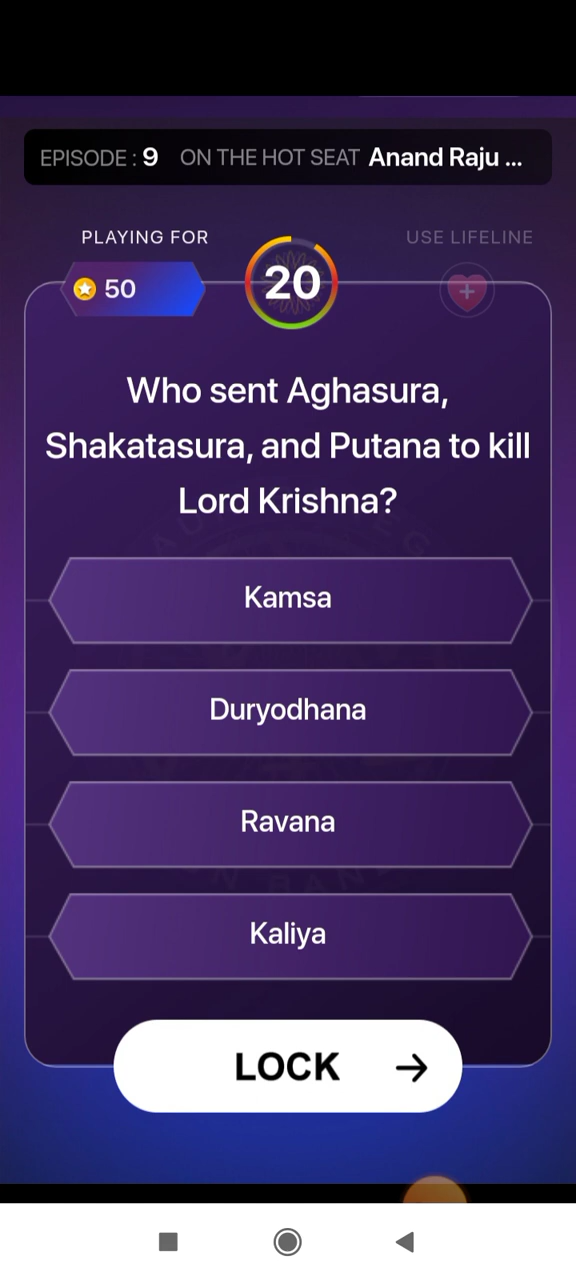 EPISODE : 9 ON THE HOT SEAT Anand Raju ...
PLAYING FOR
USE LIFELINE
50
20
Who sent Aghasura,
Shakatasura, and Putana to kill
Lord Krishna?
Kamsa
Duryodhana
Ravana
Kaliya
LOCK